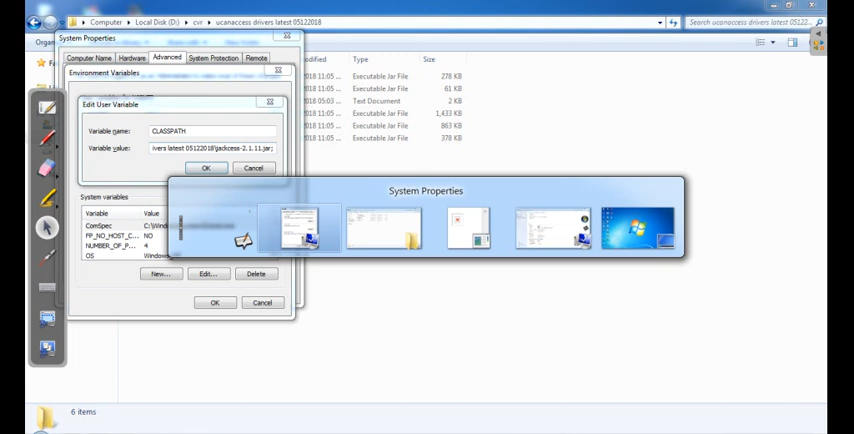 Computer ▸ Local Disk (D:) ▸ cvr ▸ ucanaccess drivers latest 05122018
Search ucanaccess drivers latest 05122...
System Properties
Computer Name
Hardware
Advanced
System Protection
Remote
Type
Size
Environment Variables
2018 11:05 ... Executable Jar File 278 KB
2018 11:05 ... Executable Jar File 61 KB
2018 05:03 ... Text Document 2 KB
2018 11:05 ... Executable Jar File 1,433 KB
2018 11:05 ... Executable Jar File 863 KB
2018 11:05 ... Executable Jar File 378 KB
Edit User Variable
Variable name: CLASSPATH
Variable value: ivers latest 05122018\jackcess-2.1.11.jar;
OK
Cancel
System Properties
System variables
Variable Value
ComSpec
FP_NO_HOST_C... NO
NUMBER_OF_P... 4
OS
New...
Edit...
Delete
OK
Cancel
6 items